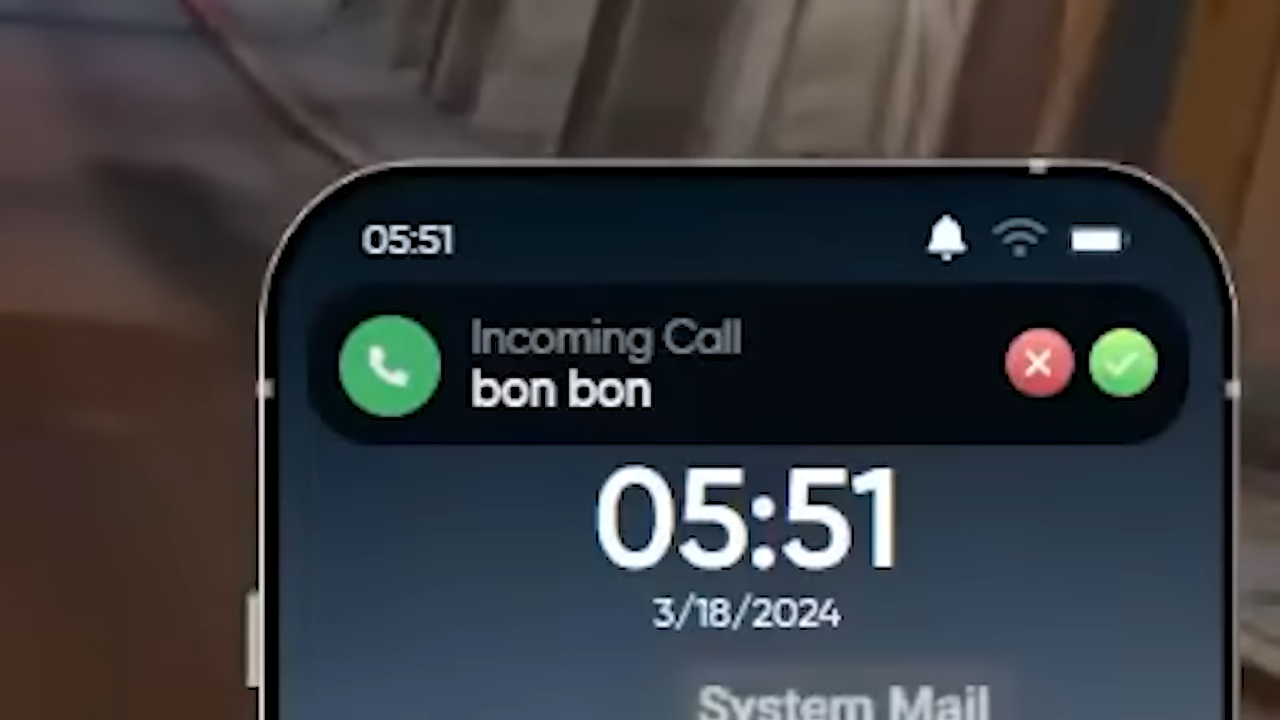 05:51
Incoming Call
bon bon
05:51
3/18/2024
System Mail